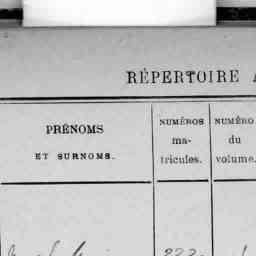 RÉPERTOIRE
PRÉNOMS
ET SURNOMS.
NUMÉROS
ma-
tricules.
NUMÉRO
du
volume.